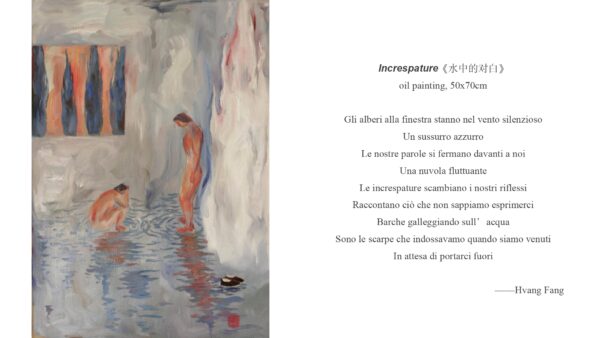 Increspature《水中的对白》
oil painting, 50x70cm
Gli alberi alla finestra stanno nel vento silenzioso
Un sussurro azzurro
Le nostre parole si fermano davanti a noi
Una nuvola fluttuante
Le increspature scambiano i nostri riflessi
Raccontano ciò che non sappiamo esprimerci
Barche galleggiando sull’acqua
Sono le scarpe che indossavamo quando siamo venuti
In attesa di portarci fuori
——Hvang Fang